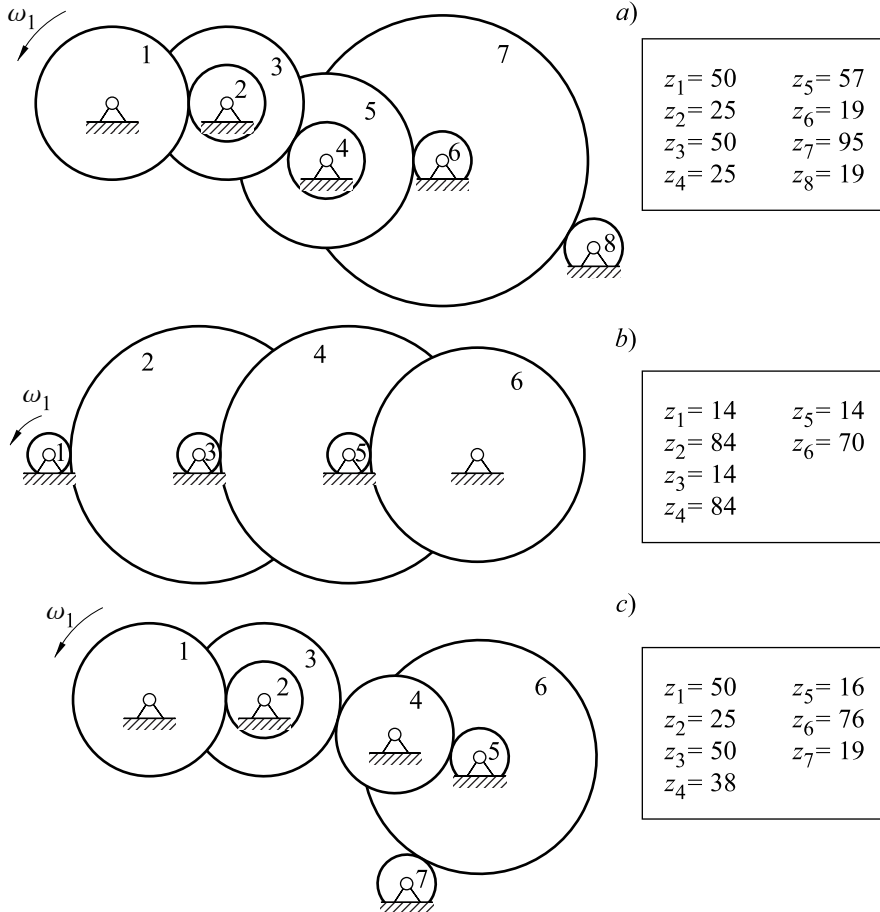 a)
ω1
1
2
3
4
5
6
7
8
z1= 50 z5= 57
z2= 25 z6= 19
z3= 50 z7= 95
z4= 25 z8= 19
b)
ω1
1
2
3
4
5
6
z1= 14 z5= 14
z2= 84 z6= 70
z3= 14
z4= 84
c)
ω1
1
2
3
4
5
6
7
z1= 50 z5= 16
z2= 25 z6= 76
z3= 50 z7= 19
z4= 38